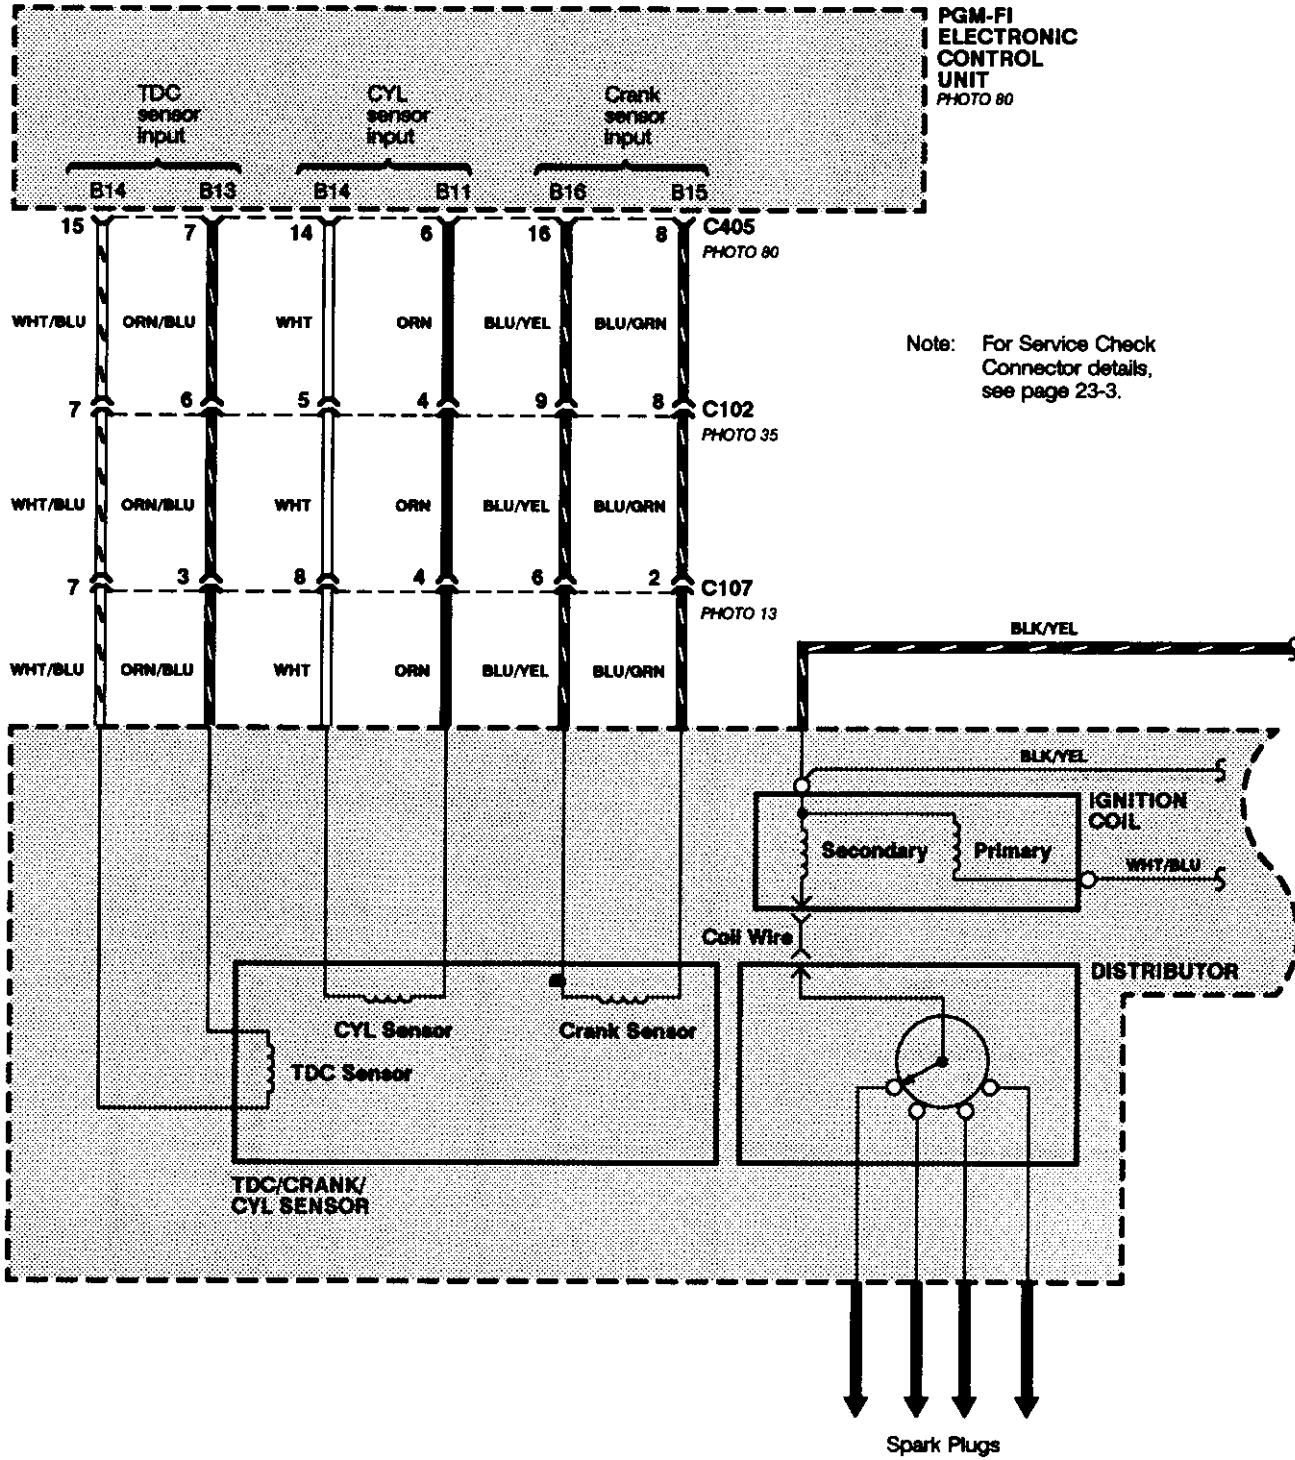 PGM-FI
ELECTRONIC
CONTROL
UNIT
PHOTO 80
TDC
sensor
input
CYL
sensor
input
Crank
sensor
input
B14 B13 B14 B11 B16 B15
15 7 14 6 16 8 C405
PHOTO 80
WHT/BLU ORN/BLU WHT ORN BLU/YEL BLU/GRN
Note: For Service Check
Connector details,
see page 23-3.
7 6 5 4 9 8 C102
PHOTO 35
WHT/BLU ORN/BLU WHT ORN BLU/YEL BLU/GRN
7 3 8 4 6 2 C107
PHOTO 13
BLK/YEL
WHT/BLU ORN/BLU WHT ORN BLU/YEL BLU/GRN
BLK/YEL
IGNITION
COIL
Secondary Primary
WHT/BLU
Coil Wire
DISTRIBUTOR
CYL Sensor
Crank Sensor
TDC Sensor
TDC/CRANK/
CYL SENSOR
Spark Plugs